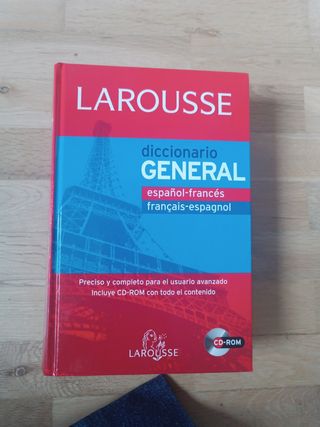 LAROUSSE
diccionario
GENERAL
español-francés
français-espagnol
Preciso y completo para el usuario avanzado
Incluye CD-ROM con todo el contenido
LAROUSSE
CD-ROM